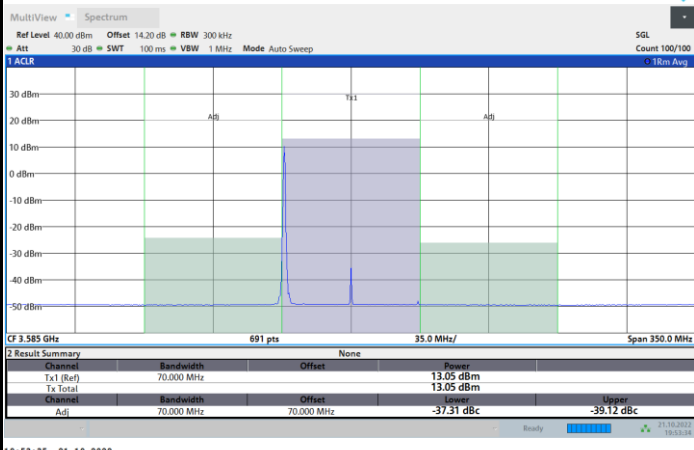 MultiView Spectrum
Ref Level 40.00 dBm Offset 14.20 dB RBW 300 kHz SGL
Att 30 dB SWT 100 ms VBW 1 MHz Mode Auto Sweep Count 100/100
1 ACLR 1Rm Avg
30 dBm
Tx1
20 dBm
Adj Adj
10 dBm
0 dBm
-10 dBm
-20 dBm
-30 dBm
-40 dBm
-50 dBm
CF 3.585 GHz 691 pts 35.0 MHz/ Span 350.0 MHz
2 Result Summary None
Channel Bandwidth Offset Power
Tx1 (Ref) 70.000 MHz 13.05 dBm
Tx Total 13.05 dBm
Channel Bandwidth Offset Lower Upper
Adj 70.000 MHz 70.000 MHz -37.31 dBc -39.12 dBc
Ready 21.10.2022
19:53:34